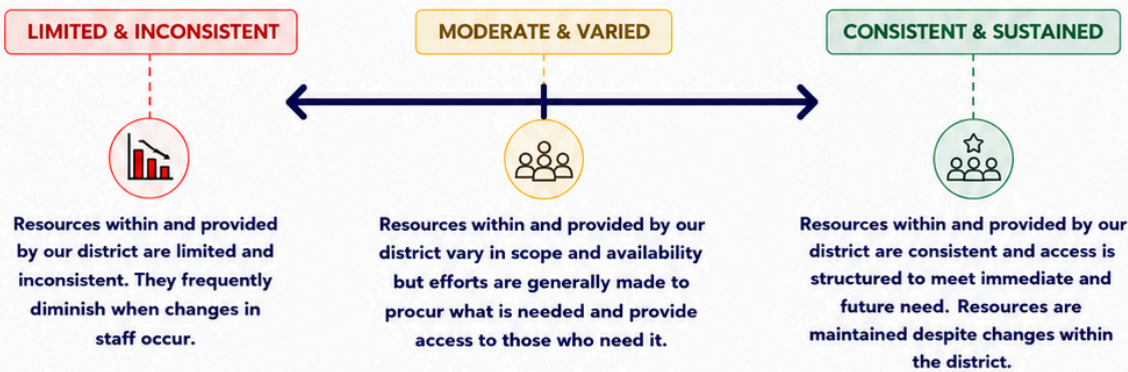 LIMITED & INCONSISTENT
MODERATE & VARIED
CONSISTENT & SUSTAINED
Resources within and provided
by our district are limited and
inconsistent. They frequently
diminish when changes in
staff occur.
Resources within and provided by our
district vary in scope and availability
but efforts are generally made to
procur what is needed and provide
access to those who need it.
Resources within and provided by our
district are consistent and access is
structured to meet immediate and
future need. Resources are
maintained despite changes within
the district.